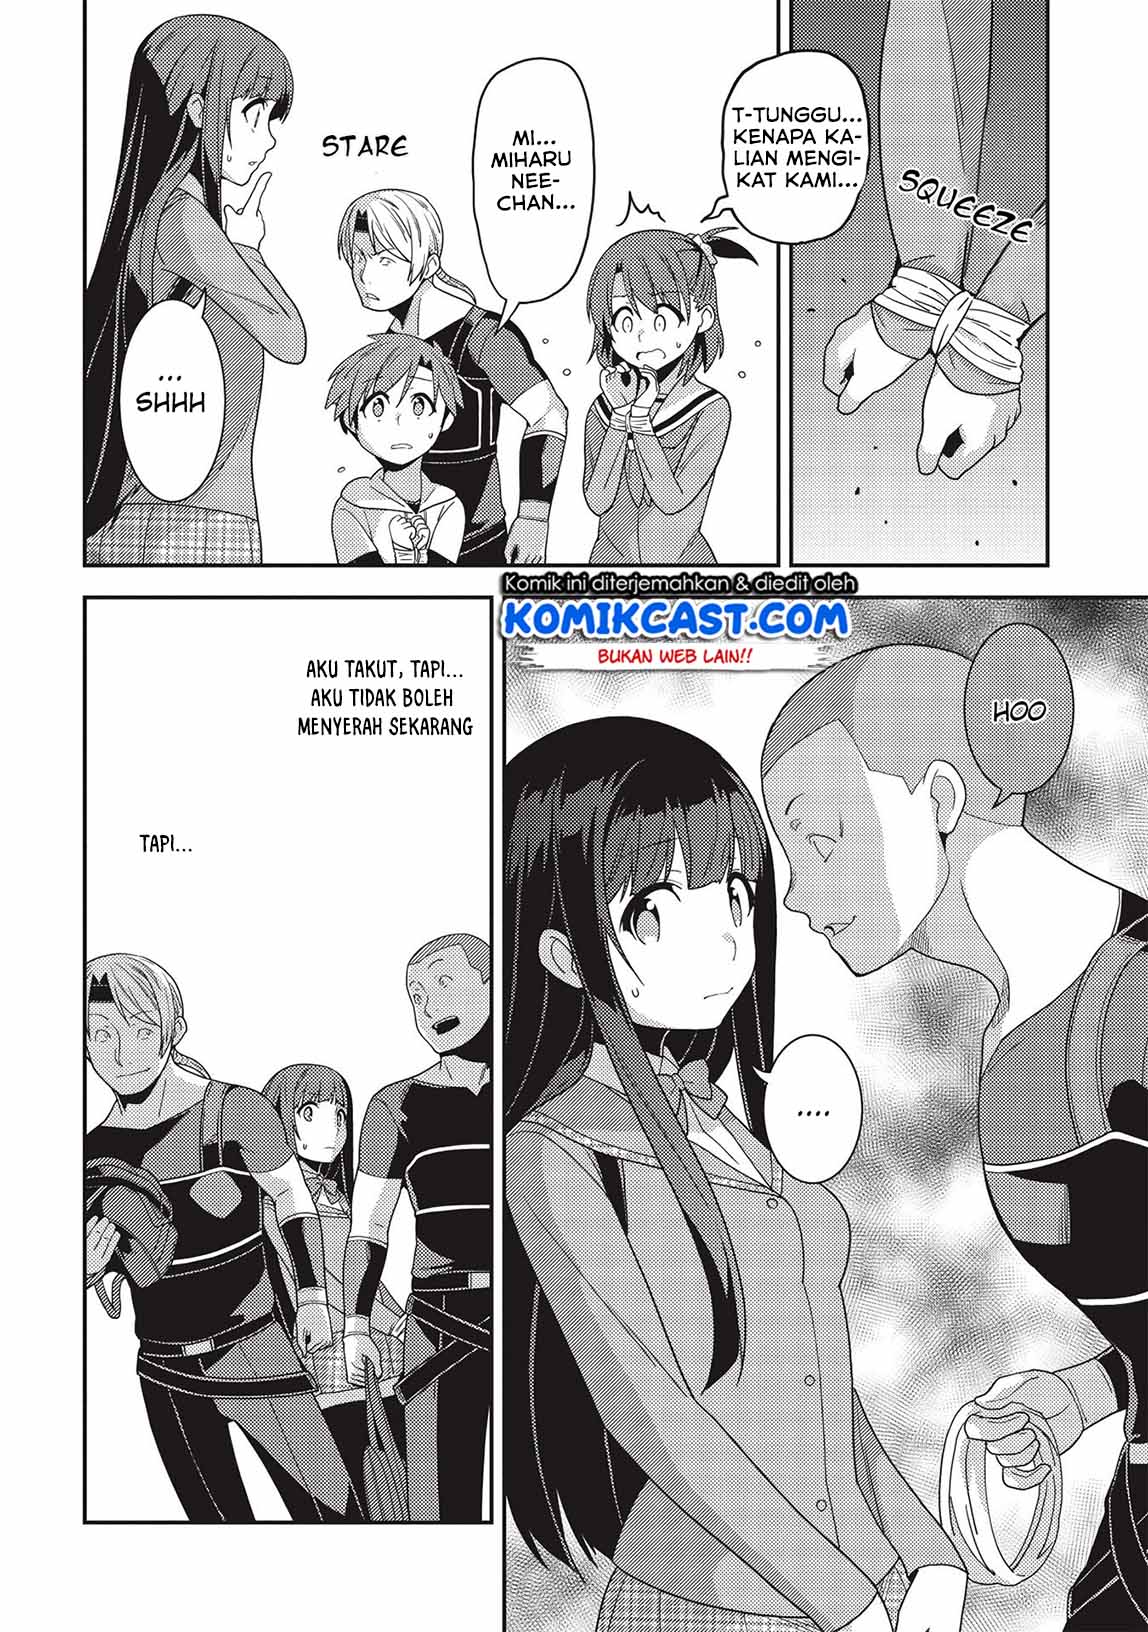 T-TUNGGU...
KENAPA KA-
LIAN MENGI-
KAT KAMI...
SQUEEZE
MI...
MIHARU
NEE-
CHAN...
STARE
...
SHHH
Komik ini diterjemahkan & diedit oleh
KOMIKCAST.COM
BUKAN WEB LAIN!!
HOO
....
AKU TAKUT, TAPI...
AKU TIDAK BOLEH
MENYERAH SEKARANG
TAPI...